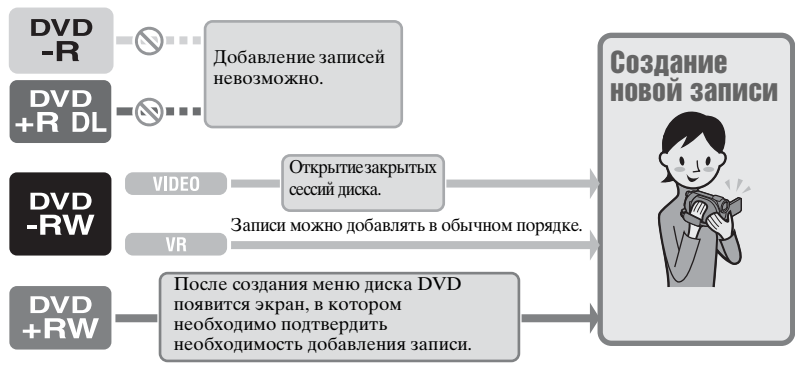 DVD
-R
DVD
+R DL
Добавление записей
невозможно.
DVD
-RW
VIDEO
Открытие закрытых
сессий диска.
VR
Записи можно добавлять в обычном порядке.
DVD
+RW
После создания меню диска DVD
появится экран, в котором
необходимо подтвердить
необходимость добавления записи.
Создание
новой записи